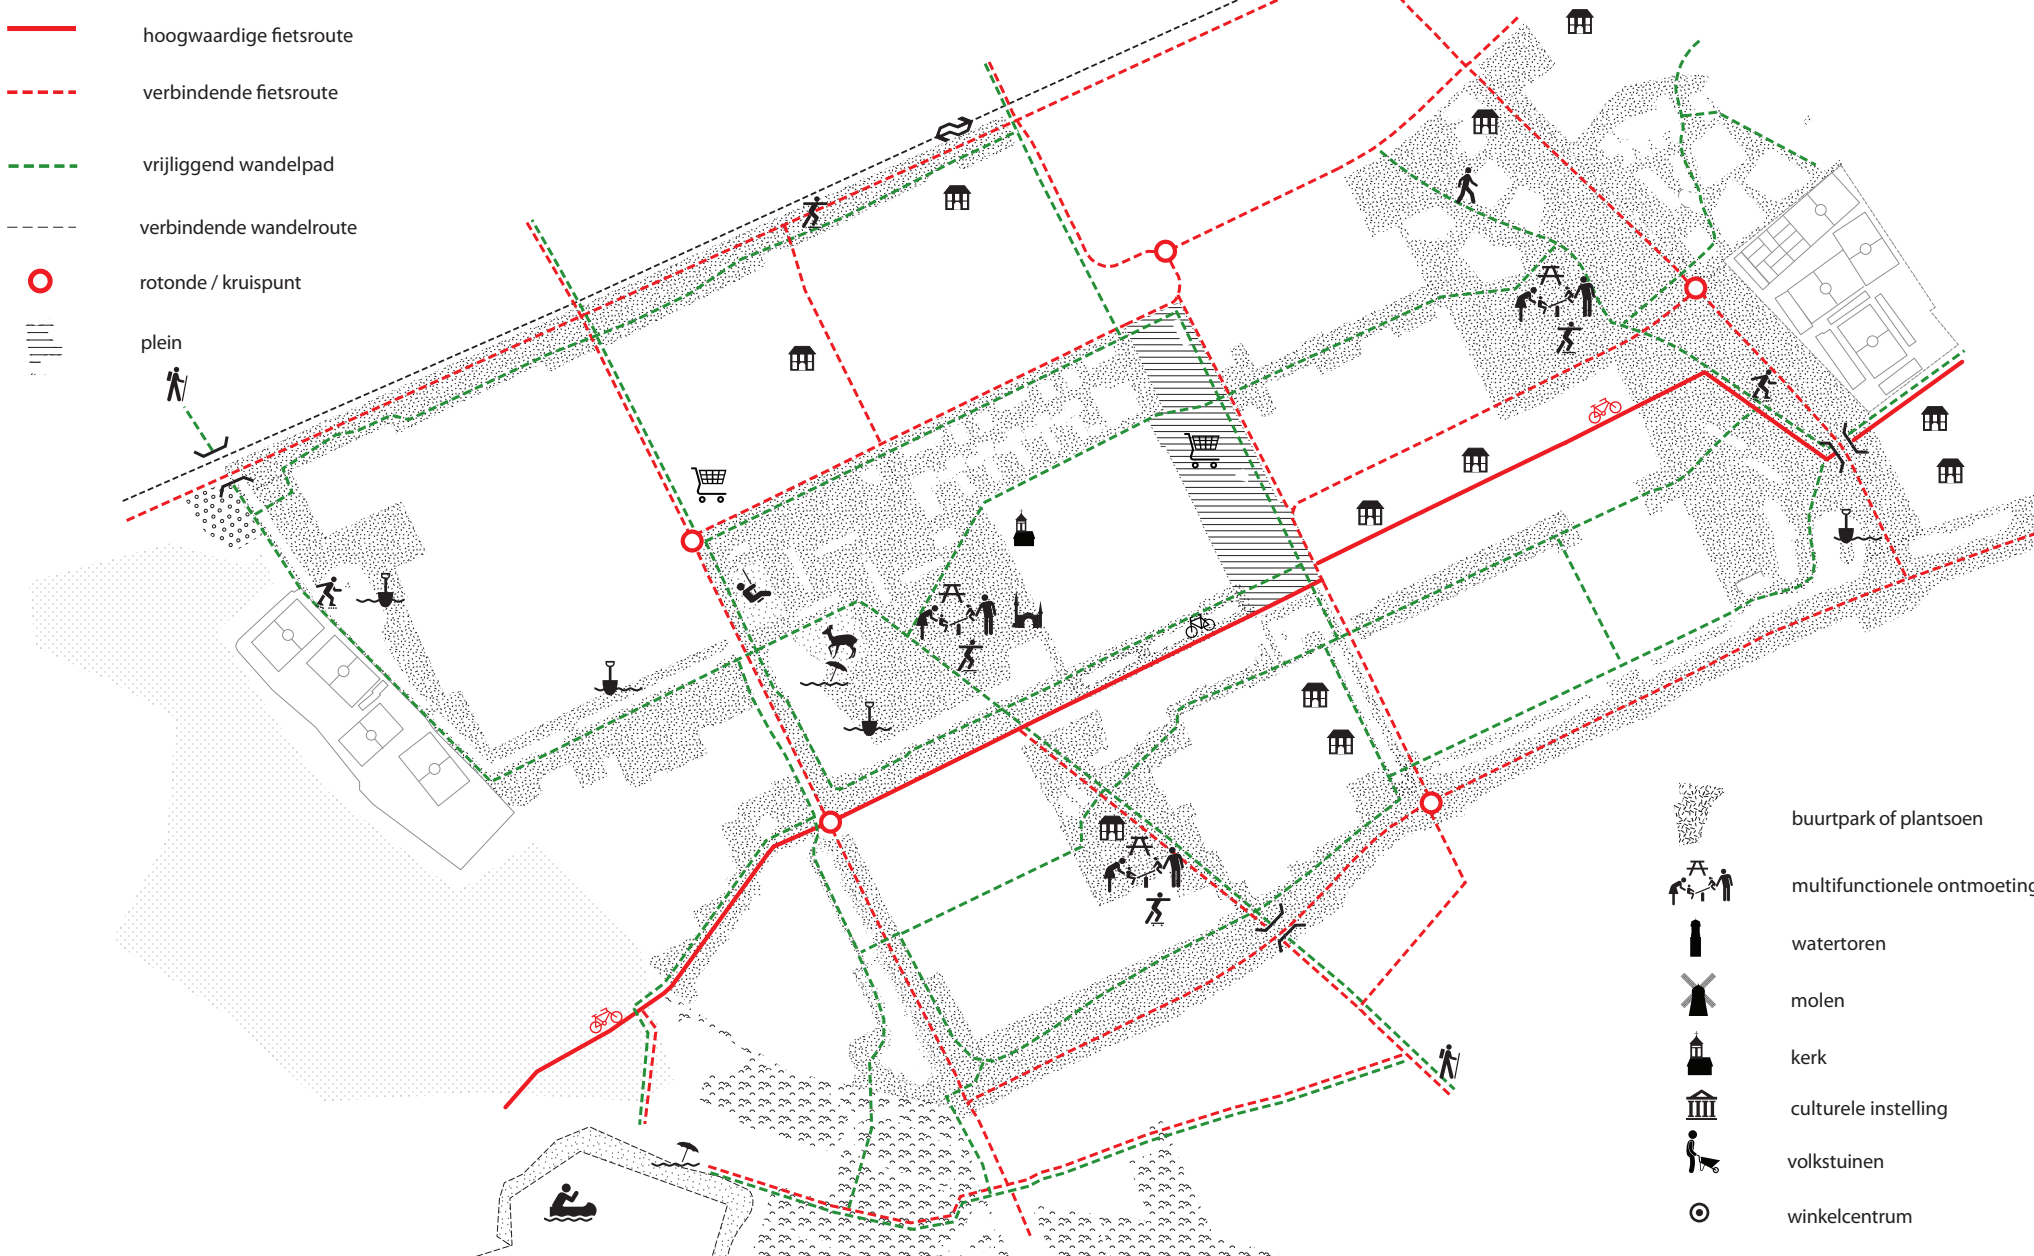 hoogwaardige fietsroute
verbindende fietsroute
vrijliggend wandelpad
verbindende wandelroute
rotonde / kruispunt
plein
buurtpark of plantsoen
multifunctionele ontmoeting
watertoren
molen
kerk
culturele instelling
volkstuinen
winkelcentrum